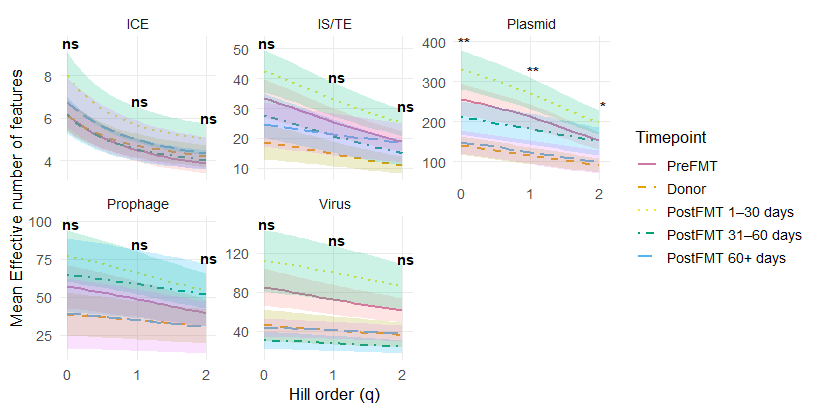 ICE
IS/TE
Plasmid
ns
ns
ns
8
6
4
ns
ns
ns
50
40
30
20
10
**
**
*
400
300
200
100
0
1
2
Prophage
Virus
ns
ns
ns
100
75
50
25
0
1
2
ns
ns
ns
120
80
40
0
1
2
Mean Effective number of features
Hill order (q)
Timepoint
PreFMT
Donor
PostFMT 1–30 days
PostFMT 31–60 days
PostFMT 60+ days